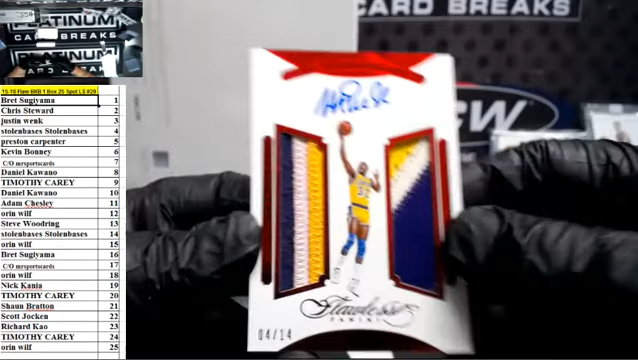 PLATINUM
CARD BREAKS
PLATINUM
CARD BREAKS
CARD BREAKS
15-16 Flaw BKB 1 Box 25 Spot LS #29
Bret Sugiyama 1
Chris Steward 2
justin wenk 3
stolenbases Stolenbases 4
preston carpenter 5
Kevin Bonney 6
C/O mrsportscards 7
Daniel Kawano 8
TIMOTHY CAREY 9
Daniel Kawano 10
Adam Chesley 11
orin wilf 12
Steve Woodring 13
stolenbases Stolenbases 14
orin wilf 15
Bret Sugiyama 16
C/O mrsportscards 17
orin wilf 18
Nick Kania 19
TIMOTHY CAREY 20
Shaun Bratton 21
Scott Jocken 22
Richard Kao 23
TIMOTHY CAREY 24
orin wilf 25
Flawless
PANINI
04/14